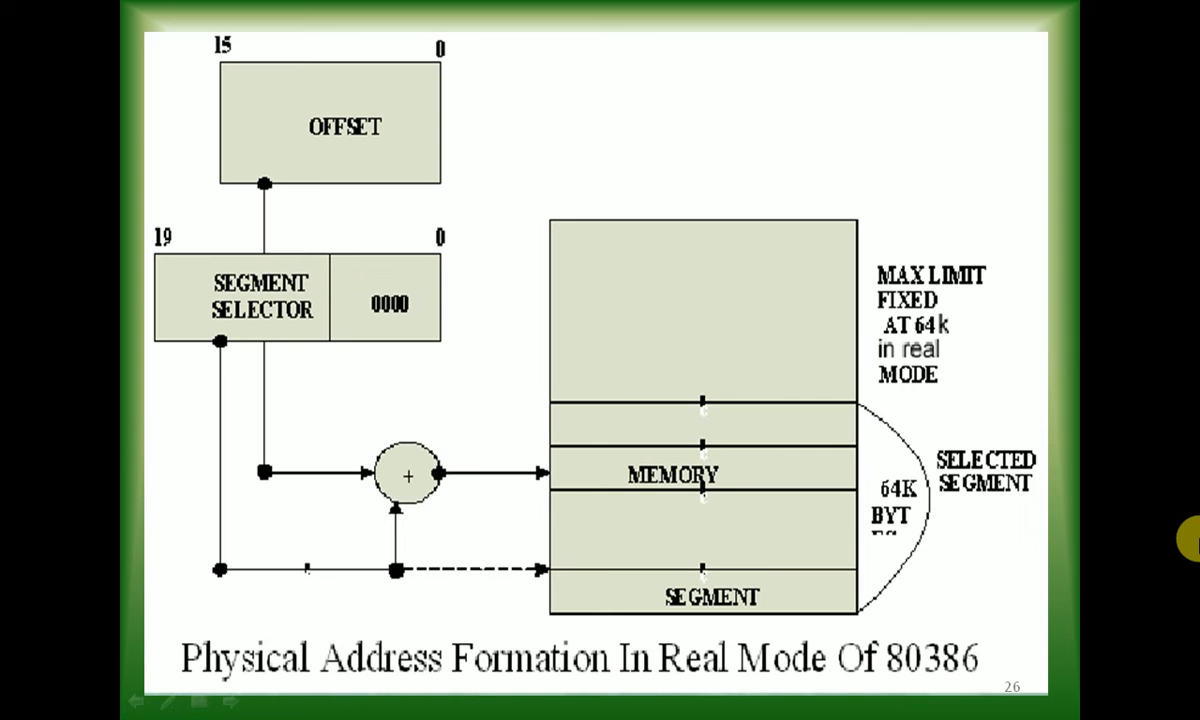 15 0
OFFSET
19 0
SEGMENT
SELECTOR
0000
+
MEMORY
SEGMENT
MAX LIMIT
FIXED
AT 64k
in real
MODE
SELECTED
SEGMENT
64K
BYT
Physical Address Formation In Real Mode Of 80386
26